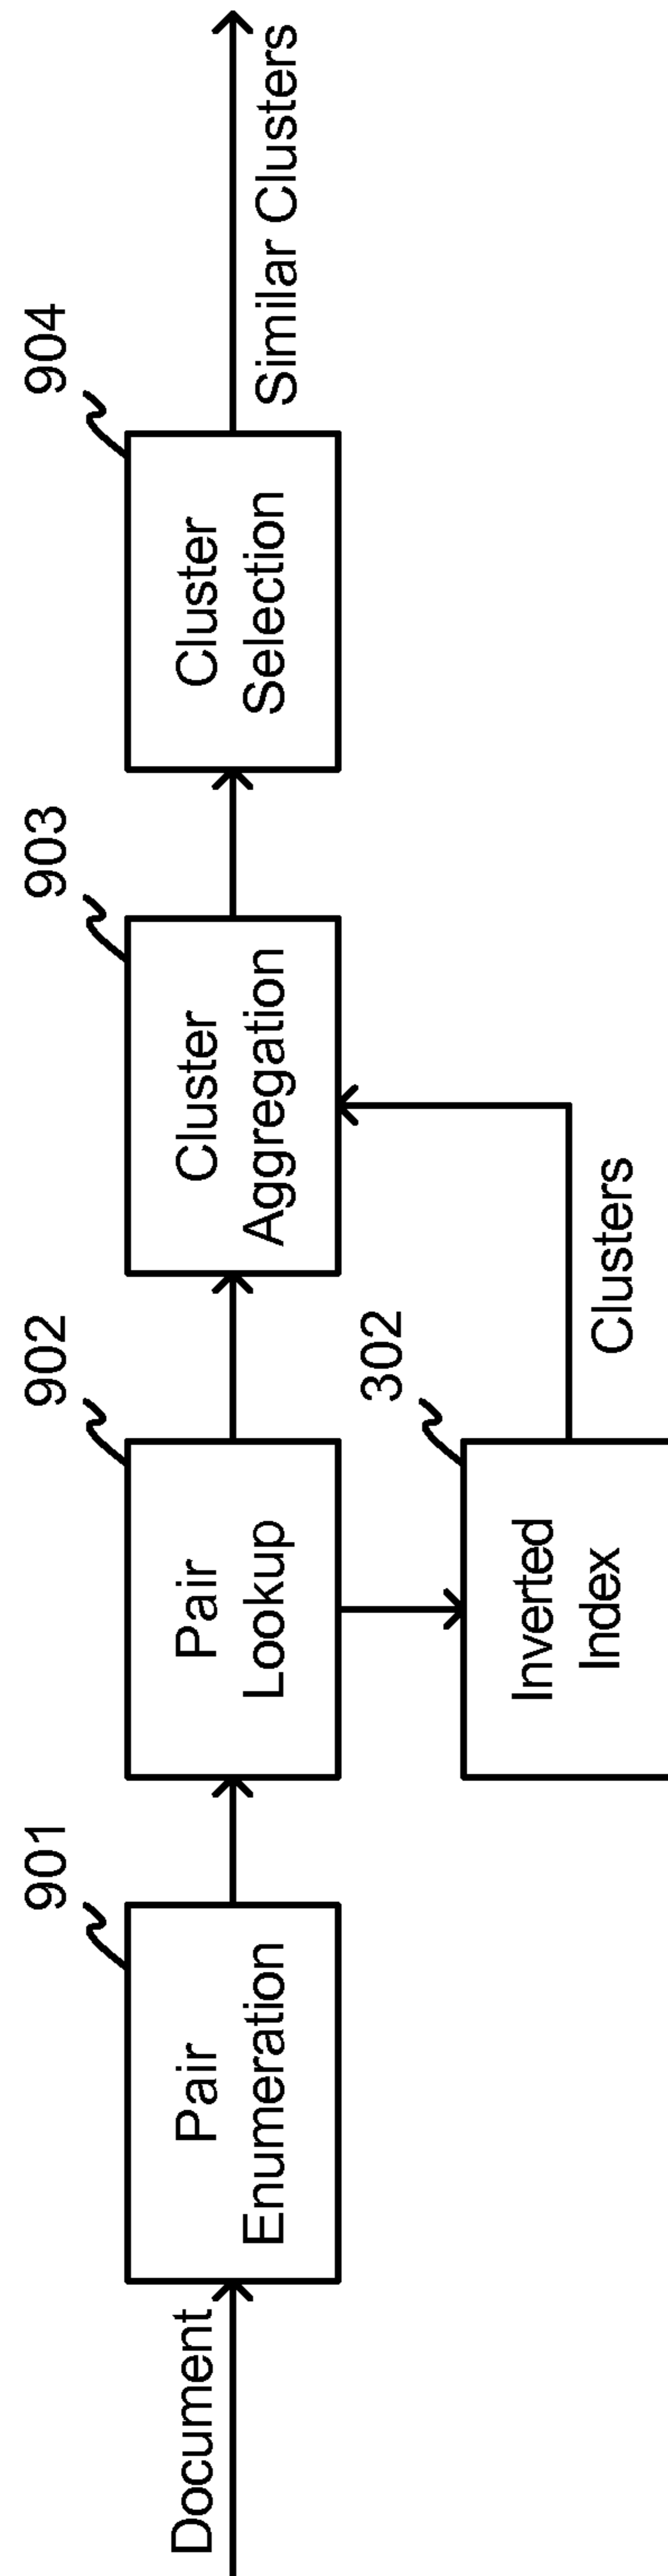 Document
901
Pair
Enumeration
902
Pair
Lookup
302
Inverted
Index
Clusters
903
Cluster
Aggregation
904
Cluster
Selection
Similar Clusters